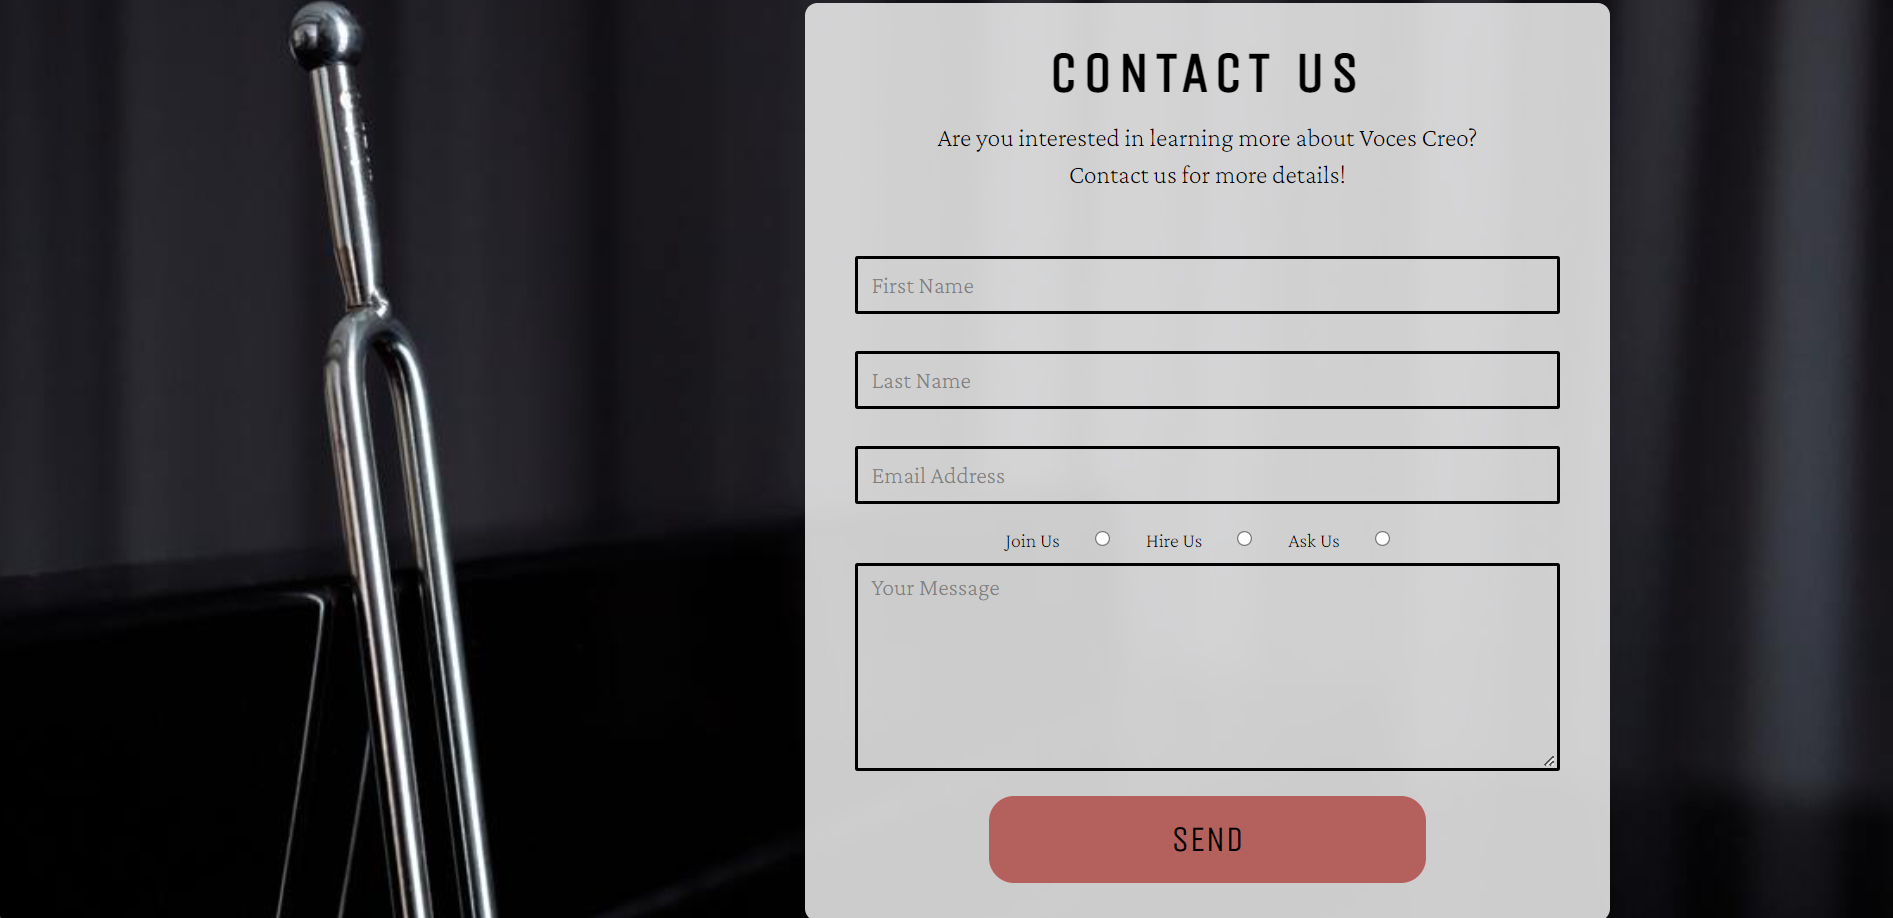 CONTACT US
Are you interested in learning more about Voces Creo?
Contact us for more details!
First Name
Last Name
Email Address
Join Us Hire Us Ask Us
Your Message
SEND